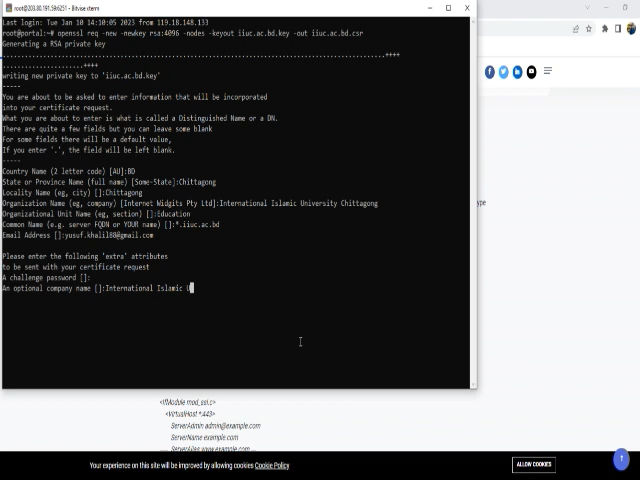 root@203.80.191.59:6251 - Bitvise xterm
Last login: Tue Jan 10 14:10:05 2023 from 119.18.148.133
root@portal:~# openssl req -new -newkey rsa:4096 -nodes -keyout iiuc.ac.bd.key -out iiuc.ac.bd.csr
Generating a RSA private key
........................................................................................................................++++
.........................++++
writing new private key to 'iiuc.ac.bd.key'
-----
You are about to be asked to enter information that will be incorporated
into your certificate request.
What you are about to enter is what is called a Distinguished Name or a DN.
There are quite a few fields but you can leave some blank
For some fields there will be a default value,
If you enter '.', the field will be left blank.
-----
Country Name (2 letter code) [AU]:BD
State or Province Name (full name) [Some-State]:Chittagong
Locality Name (eg, city) []:Chittagong
Organization Name (eg, company) [Internet Widgits Pty Ltd]:International Islamic University Chittagong
Organizational Unit Name (eg, section) []:Education
Common Name (e.g. server FQDN or YOUR name) []:*.iiuc.ac.bd
Email Address []:yusuf.khalil88@gmail.com
Please enter the following 'extra' attributes
to be sent with your certificate request
A challenge password []:
An optional company name []:International Islamic U
ype
<IfModule mod_ssl.c>
<VirtualHost *:443>
ServerAdmin admin@example.com
ServerName example.com
ServerAlias www.example.com
Your experience on this site will be improved by allowing cookies Cookie Policy
ALLOW COOKIES